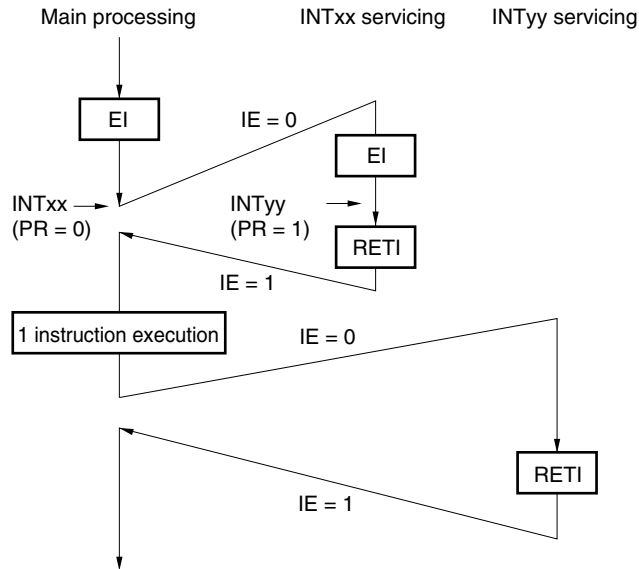 Main processing
INTxx servicing
INTyy servicing
EI
IE = 0
EI
INTxx
(PR = 0)
INTyy
(PR = 1)
RETI
IE = 1
1 instruction execution
IE = 0
RETI
IE = 1